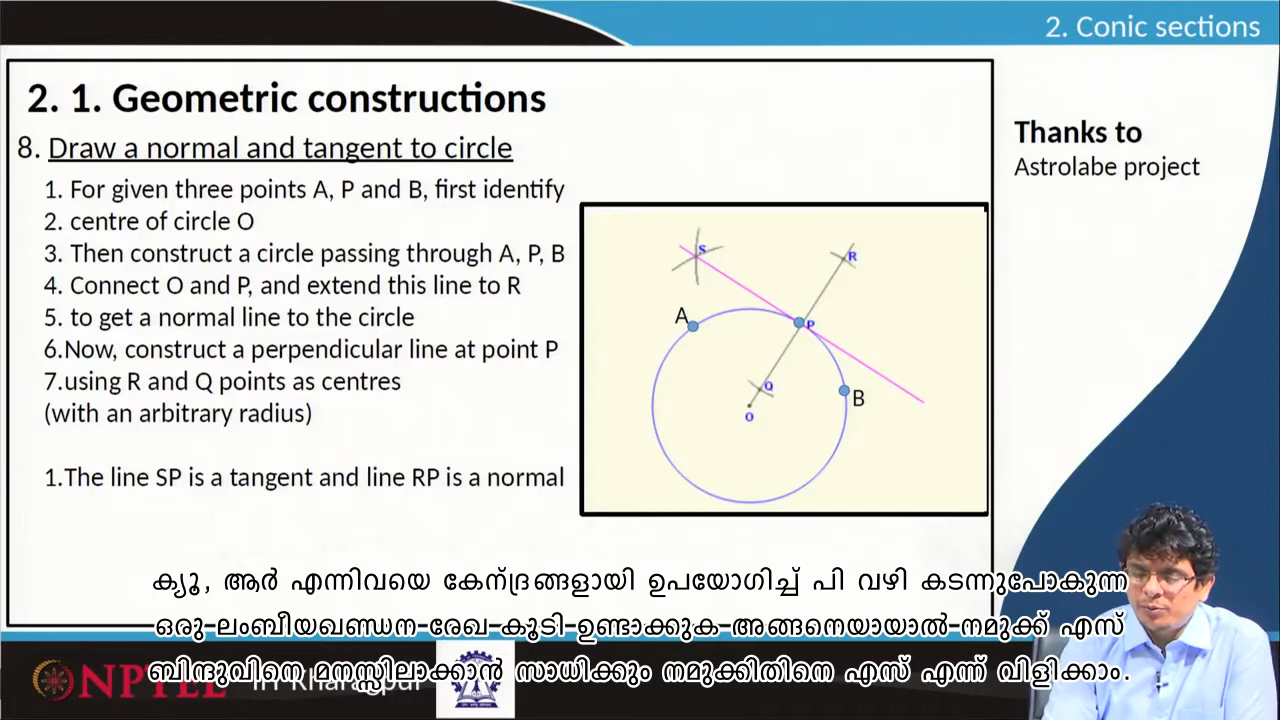 2. Conic sections
2. 1. Geometric constructions
8. Draw a normal and tangent to circle
1. For given three points A, P and B, first identify
2. centre of circle O
3. Then construct a circle passing through A, P, B
4. Connect O and P, and extend this line to R
5. to get a normal line to the circle
6.Now, construct a perpendicular line at point P
7.using R and Q points as centres
(with an arbitrary radius)
1.The line SP is a tangent and line RP is a normal
Thanks to
Astrolabe project
S
R
A
P
Q
B
O
ക്യൂ, ആർ എന്നിവയെ കേന്ദ്രങ്ങളായി ഉപയോഗിച്ച് പി വഴി കടന്നുപോകുന്ന
ഒരു ലംബീയഖണ്ഡന രേഖ കൂടി ഉണ്ടാക്കുക അങ്ങനെയായാൽ നമുക്ക് എസ്
ബിന്ദുവിനെ മനസ്സിലാക്കാൻ സാധിക്കും നമുക്കിതിനെ എസ് എന്ന് വിളിക്കാം.
NPTEL IIT Kharagpur